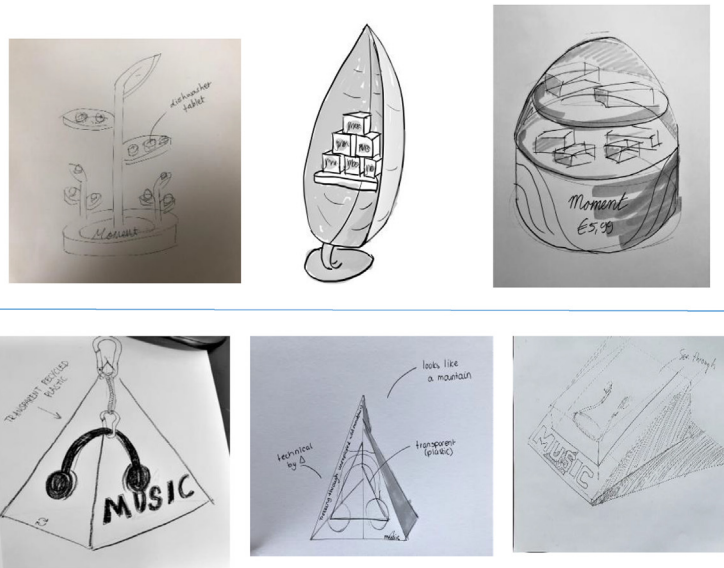 dishwasher
tablet
Moment
Moment
€5,99
TRANSPARENT RECYCLED
PLASTIC
MUSIC
looks like
a mountain
technical
by Δ
transparent
(plastic)
music
See through
MUSIC